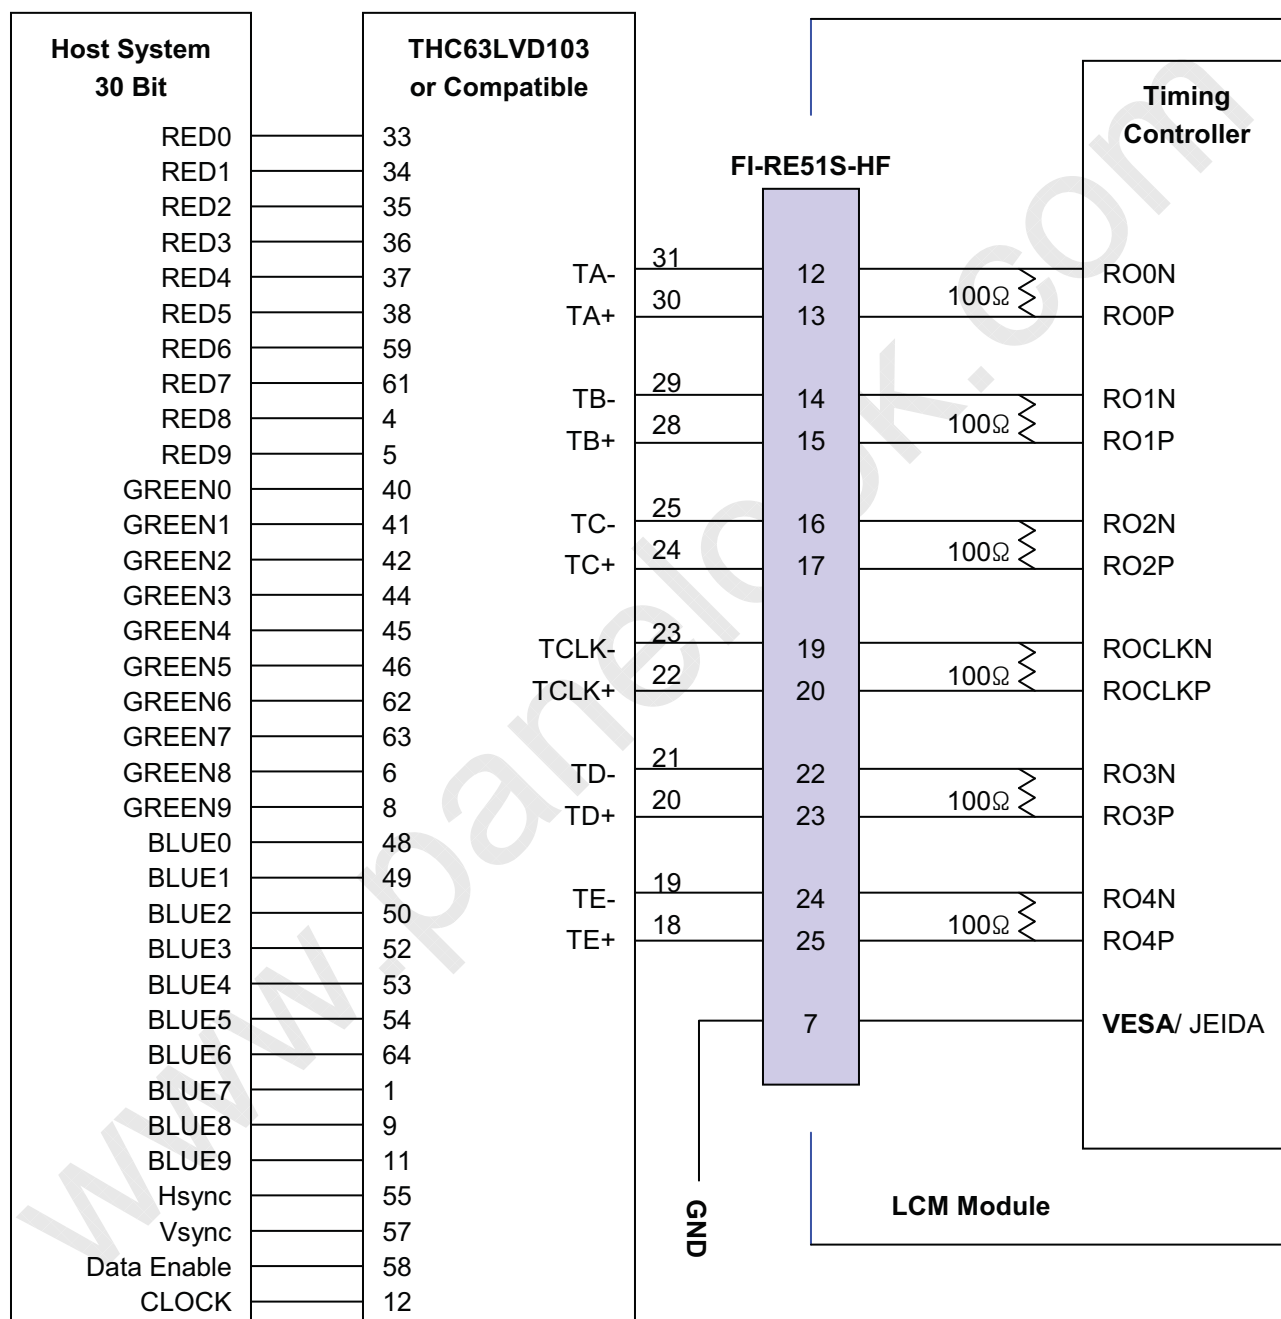 Host System
30 Bit
RED0 33
RED1 34
RED2 35
RED3 36
RED4 37
RED5 38
RED6 59
RED7 61
RED8 4
RED9 5
GREEN0 40
GREEN1 41
GREEN2 42
GREEN3 44
GREEN4 45
GREEN5 46
GREEN6 62
GREEN7 63
GREEN8 6
GREEN9 8
BLUE0 48
BLUE1 49
BLUE2 50
BLUE3 52
BLUE4 53
BLUE5 54
BLUE6 64
BLUE7 1
BLUE8 9
BLUE9 11
Hsync 55
Vsync 57
Data Enable 58
CLOCK 12
THC63LVD103
or Compatible
FI-RE51S-HF
Timing
Controller
TA- 31 12 RO0N
100Ω
TA+ 30 13 RO0P
TB- 29 14 RO1N
100Ω
TB+ 28 15 RO1P
TC- 25 16 RO2N
100Ω
TC+ 24 17 RO2P
TCLK- 23 19 ROCLKN
100Ω
TCLK+ 22 20 ROCLKP
TD- 21 22 RO3N
100Ω
TD+ 20 23 RO3P
TE- 19 24 RO4N
100Ω
TE+ 18 25 RO4P
7 VESA/ JEIDA
GND
LCM Module
www.panelook.com